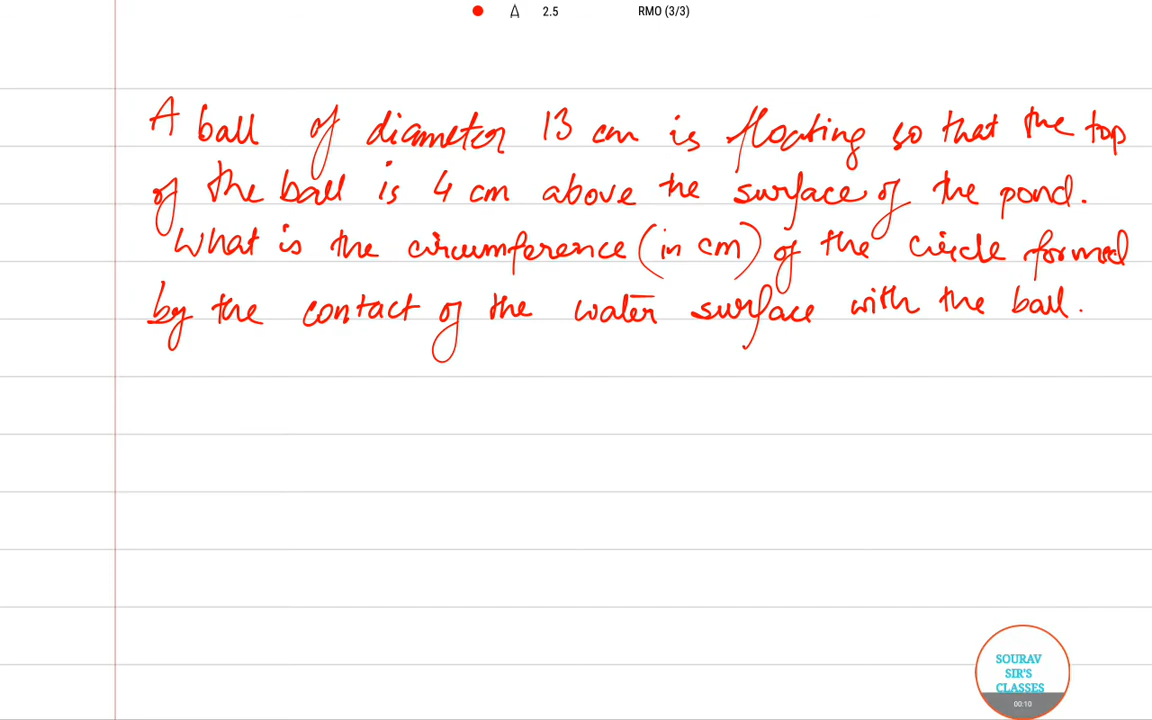 2.5 RMO (3/3)
A ball of diameter 13 cm is floating so that the top
of the ball is 4 cm above the surface of the pond.
What is the circumference (in cm) of the circle formed
by the contact of the water surface with the ball.
SOURAV
SIR'S
CLASSES
00:10